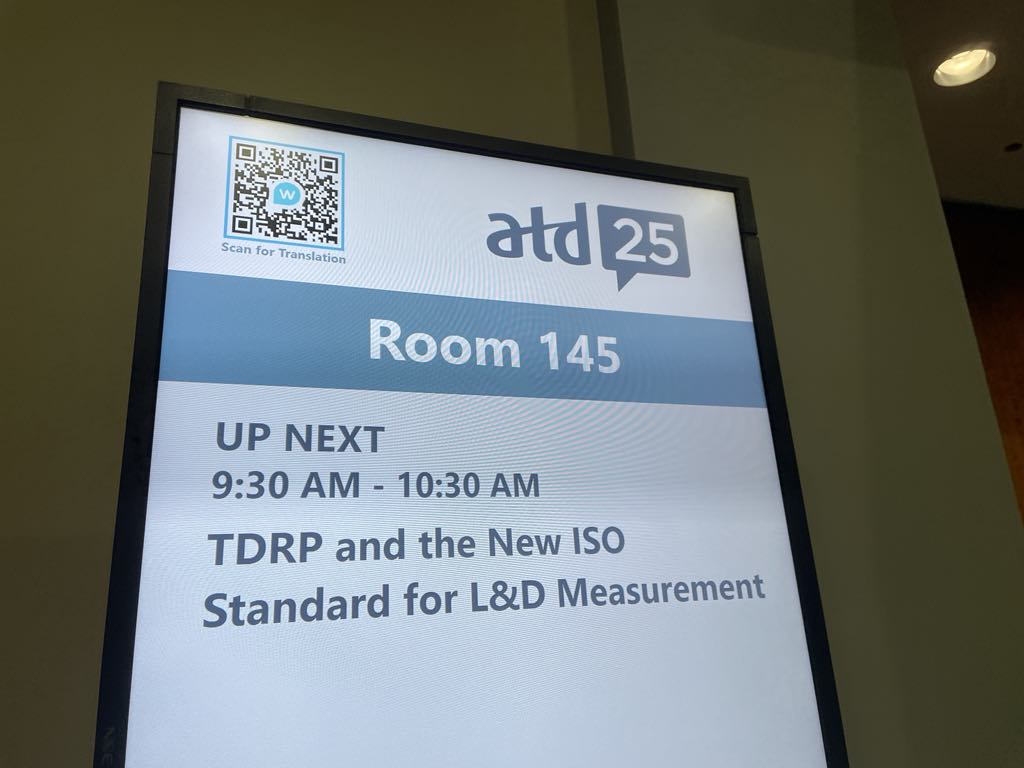 W
Scan for Translation
atd 25
Room 145
UP NEXT
9:30 AM - 10:30 AM
TDRP and the New ISO
Standard for L&D Measurement
NEC